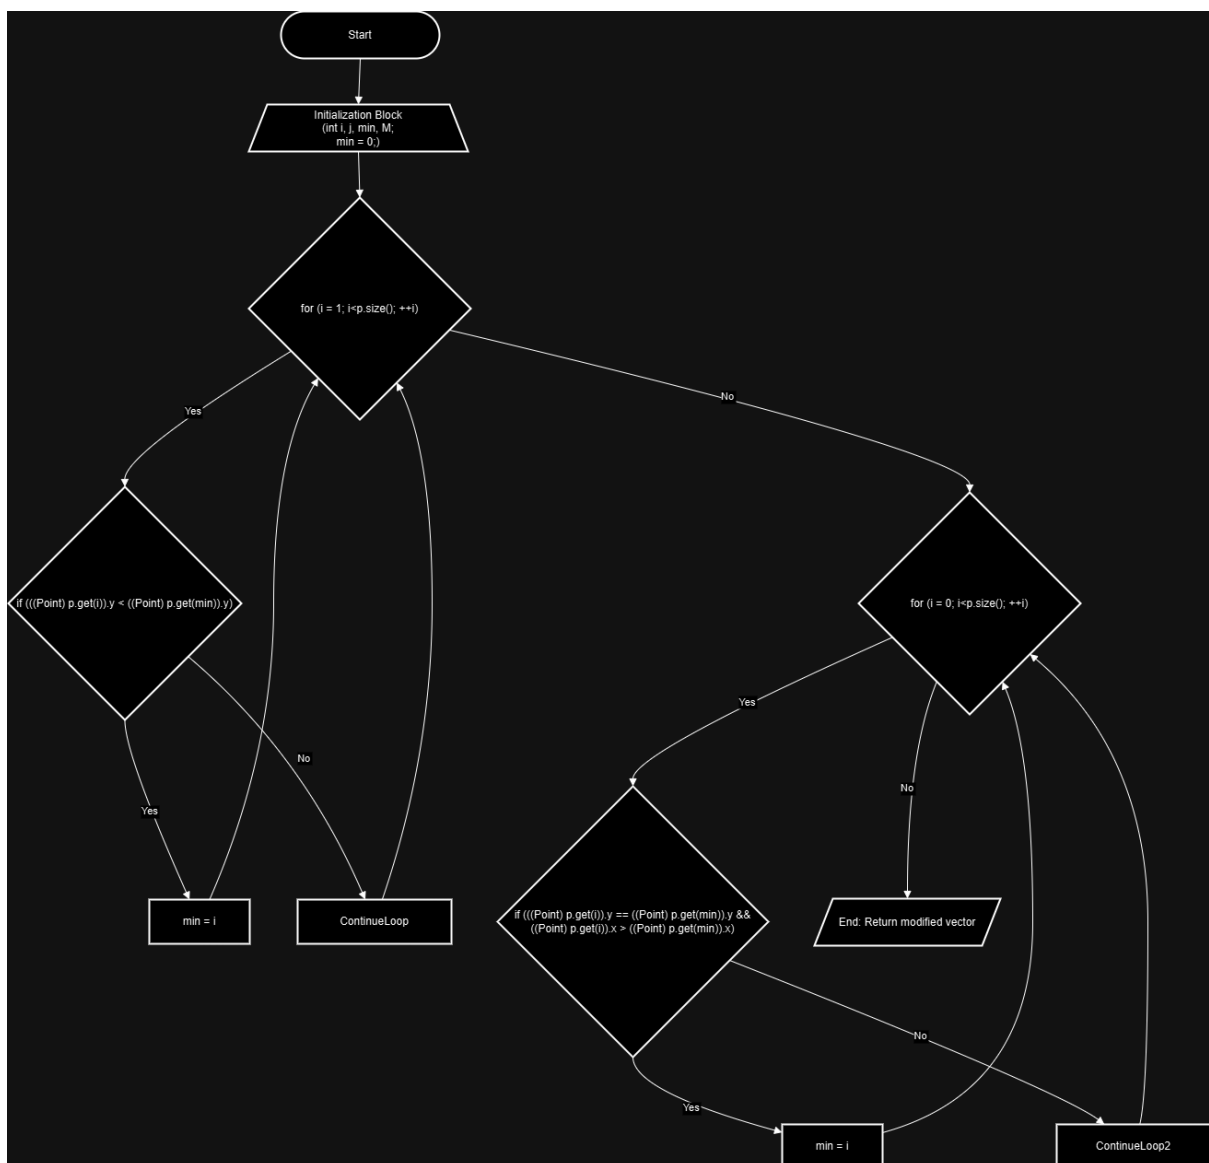 Start
Initialization Block
(int i, j, min, M;
min = 0;)
for (i = 1; i<p.size(); ++i)
No
Yes
for (i = 0; i<p.size(); ++i)
if (((Point) p.get(i)).y < ((Point) p.get(min)).y)
Yes
No
No
Yes
min = i
ContinueLoop
if (((Point) p.get(i)).y == ((Point) p.get(min)).y &&
((Point) p.get(i)).x > ((Point) p.get(min)).x)
End: Return modified vector
No
Yes
min = i
ContinueLoop2